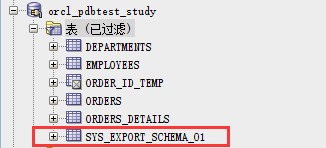 orcl_pdbtest_study
表 (已过滤)
DEPARTMENTS
EMPLOYEES
ORDER_ID_TEMP
ORDERS
ORDERS_DETAILS
SYS_EXPORT_SCHEMA_01